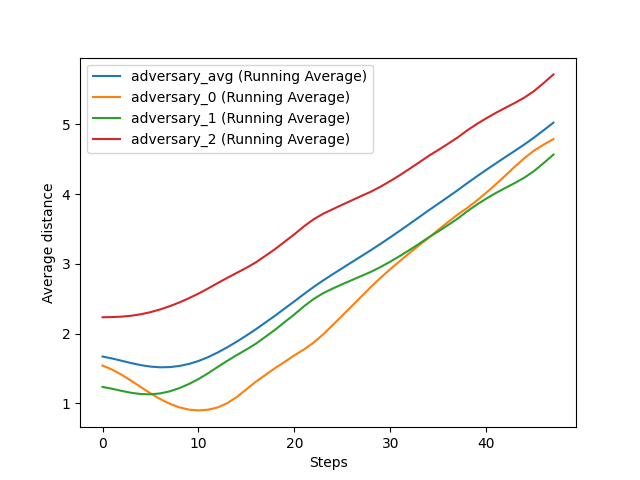 adversary_avg (Running Average)
adversary_0 (Running Average)
adversary_1 (Running Average)
adversary_2 (Running Average)
Average distance
5
4
3
2
1
0
10
20
30
40
Steps